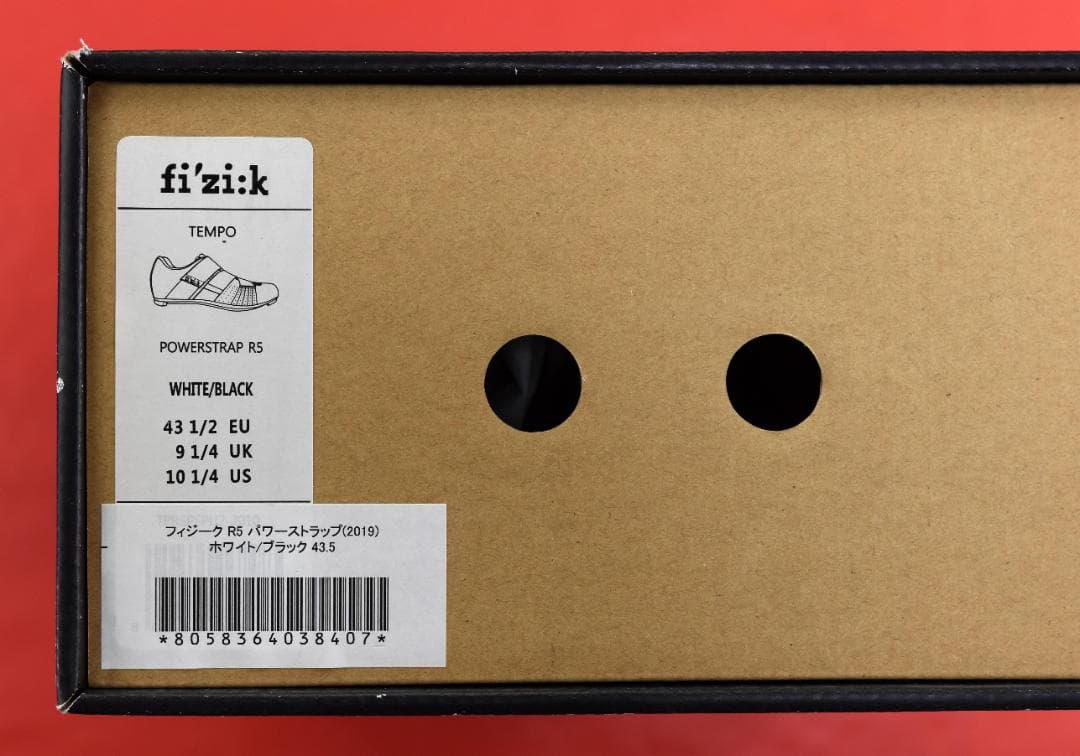 fi'zi:k
TEMPO
POWERSTRAP R5
WHITE/BLACK
43 1/2 EU
9 1/4 UK
10 1/4 US
フィジーク R5 パワーストラップ(2019)
ホワイト/ブラック 43.5
*8058364038407*